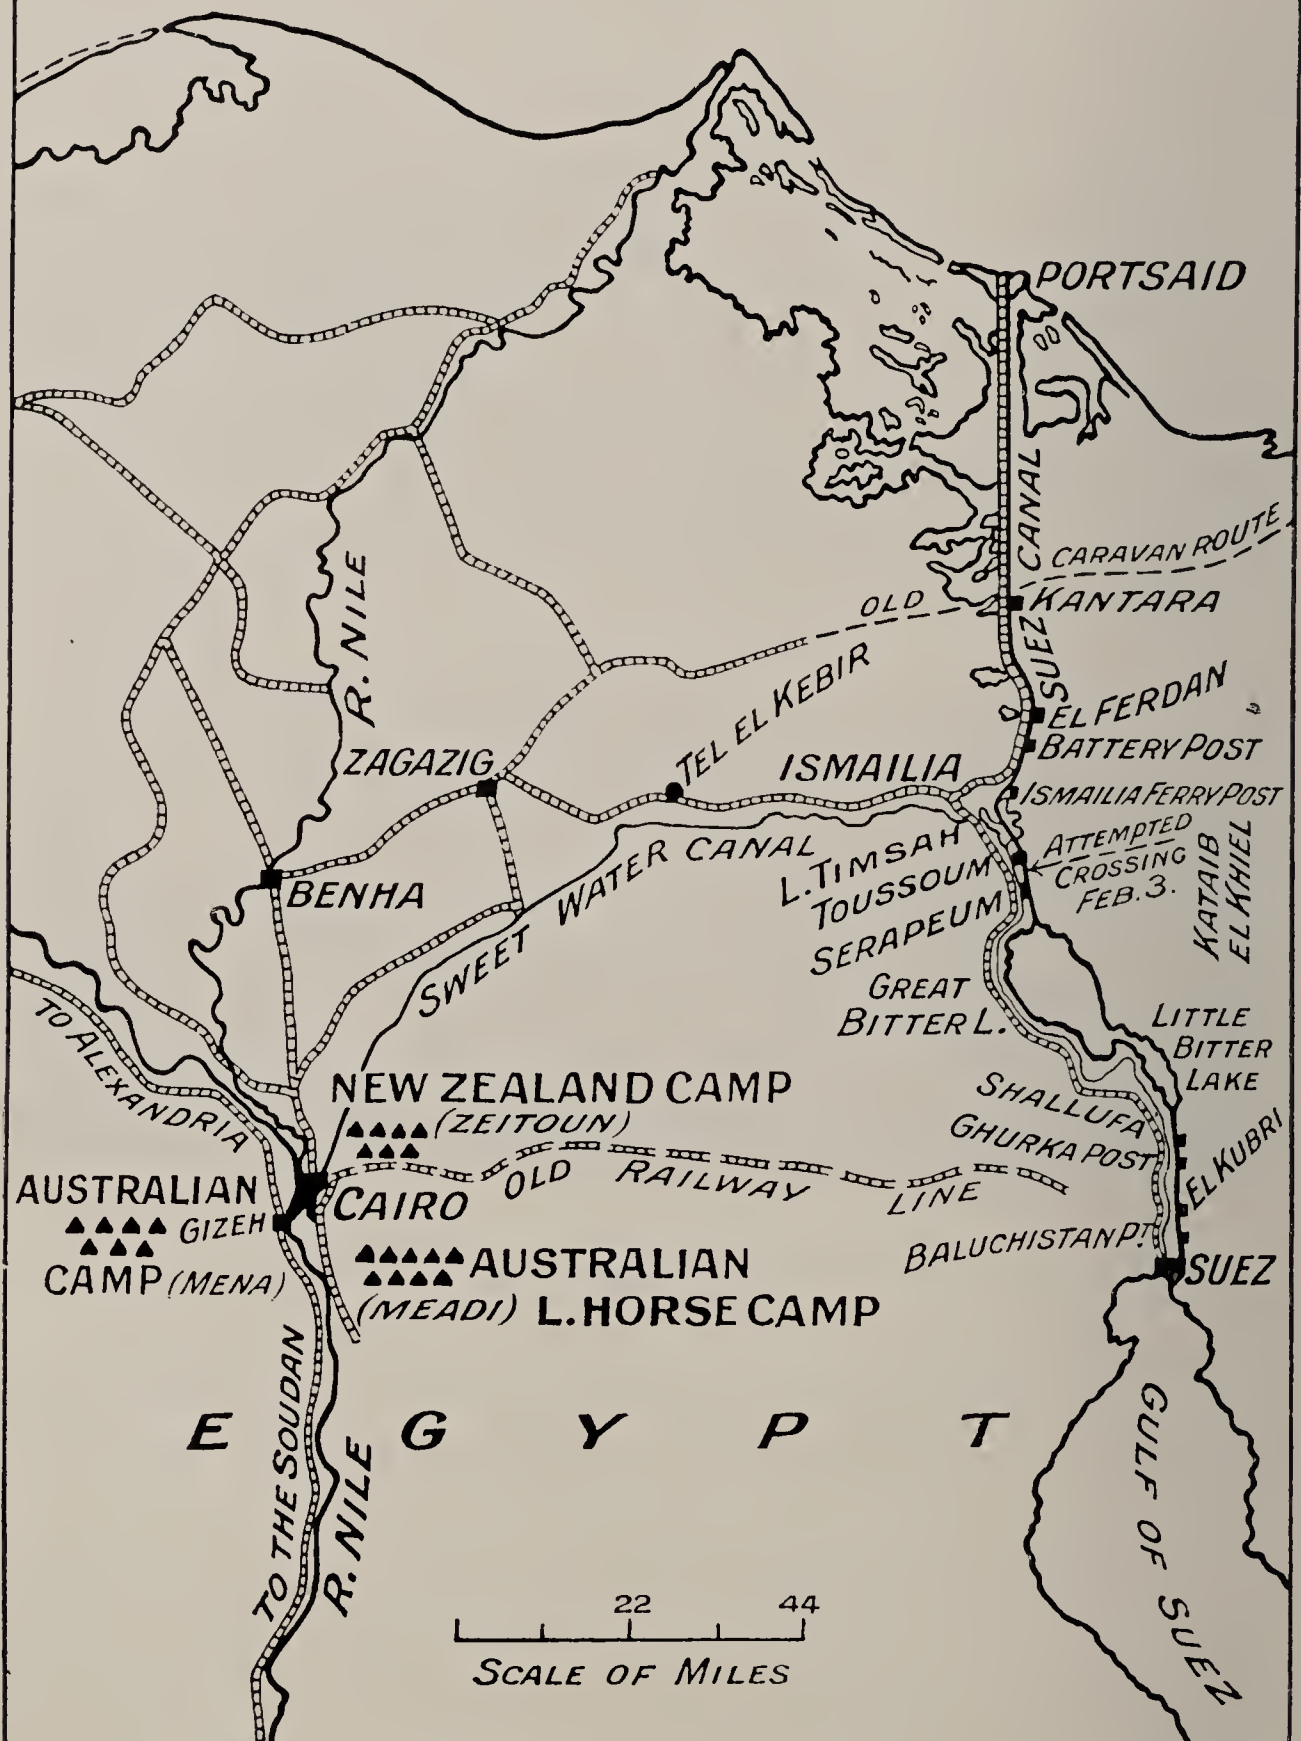 PORTSAID
CANAL
CARAVAN ROUTE
OLD
KANTARA
SUEZ
R. NILE
TEL EL KEBIR
EL FERDAN
BATTERY POST
ZAGAZIG
ISMAILIA
ISMAILIA FERRY POST
ATTEMPTED
CROSSING
FEB. 3.
KATAIB
EL KHIEL
L. TIMSAH
TOUSSOUM
SERAPEUM
BENHA
SWEET WATER CANAL
GREAT
BITTER L.
LITTLE
BITTER
LAKE
TO ALEXANDRIA
NEW ZEALAND CAMP
(ZEITOUN)
SHALLUFA
GHURKA POST
EL KUBRI
OLD RAILWAY LINE
AUSTRALIAN
GIZEH
CAMP (MENA)
CAIRO
BALUCHISTAN PT.
SUEZ
AUSTRALIAN
(MEADI) L. HORSE CAMP
EGYPT
TO THE SOUDAN
R. NILE
GULF OF SUEZ
22 44
SCALE OF MILES